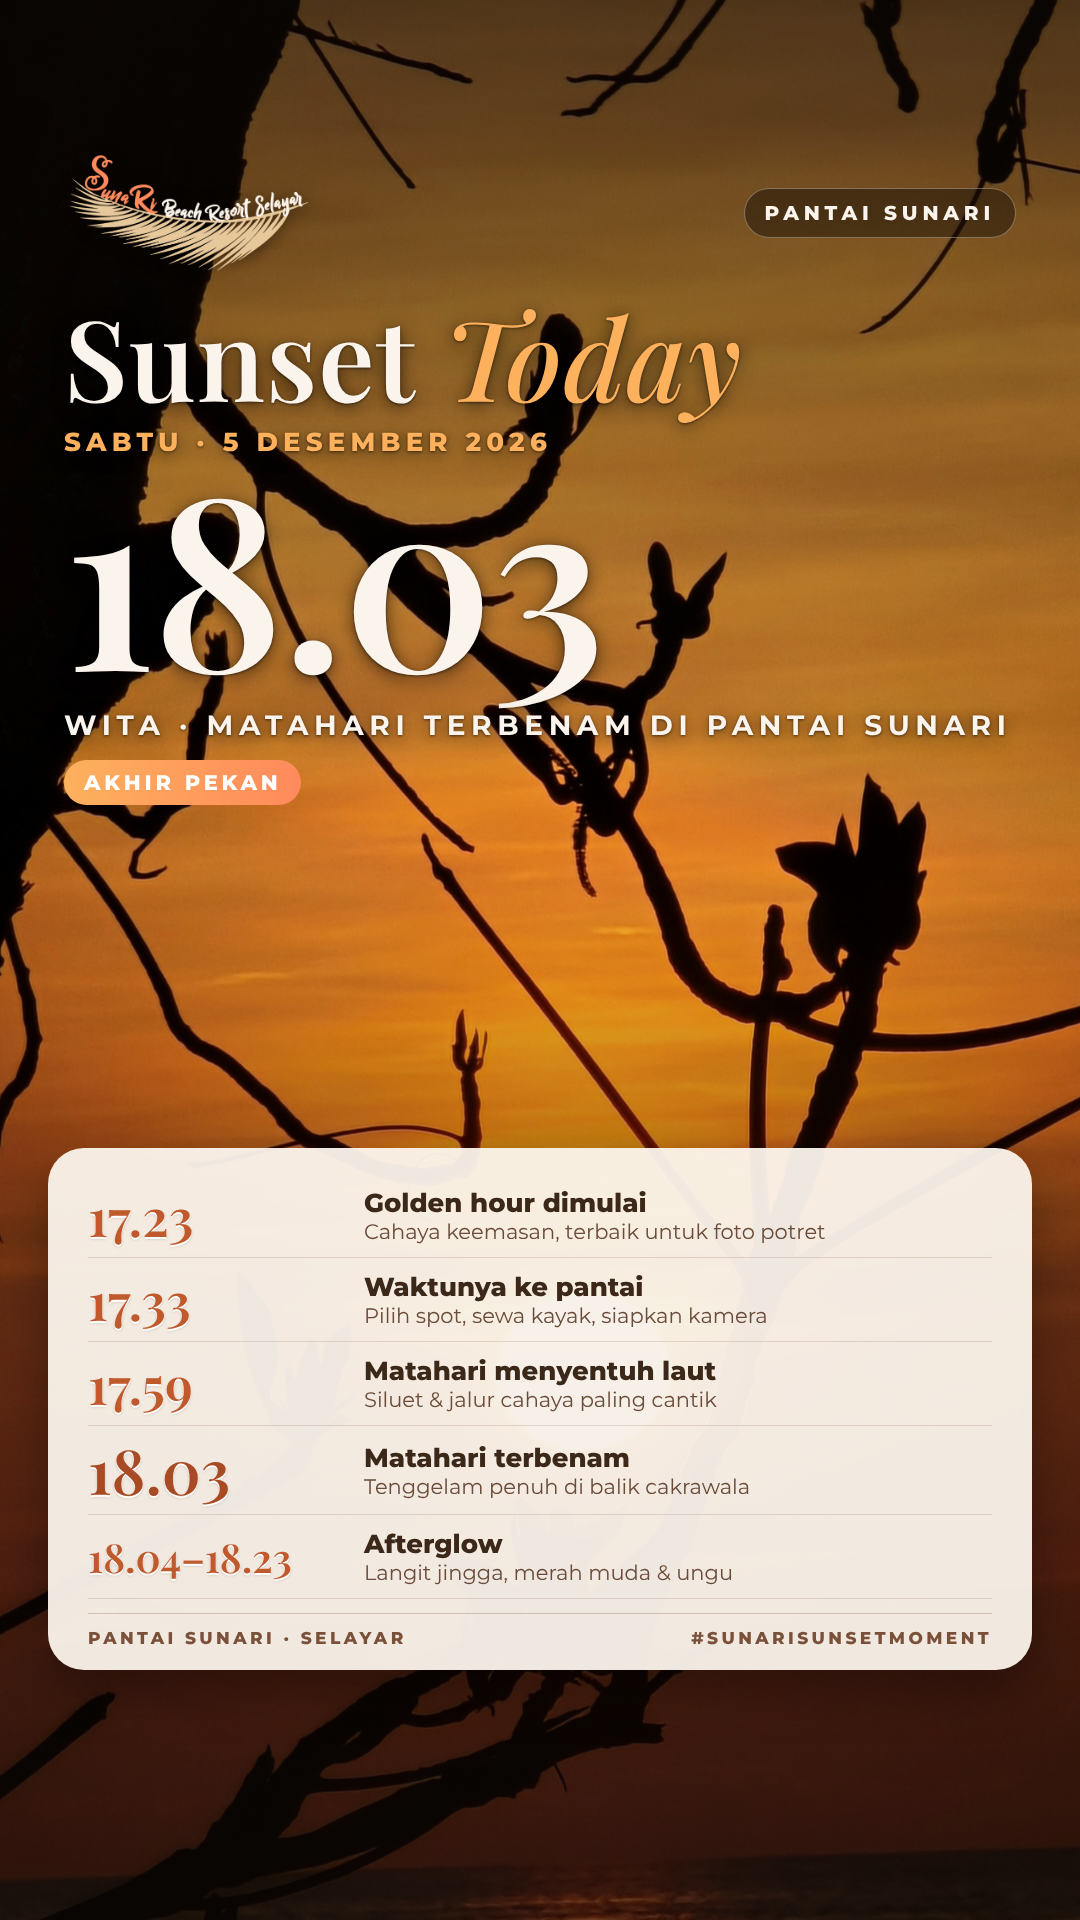 SunaRi Beach Resort Selayar
PANTAI SUNARI
Sunset Today
SABTU · 5 DESEMBER 2026
18.03
WITA · MATAHARI TERBENAM DI PANTAI SUNARI
AKHIR PEKAN
17.23
Golden hour dimulai
Cahaya keemasan, terbaik untuk foto potret
17.33
Waktunya ke pantai
Pilih spot, sewa kayak, siapkan kamera
17.59
Matahari menyentuh laut
Siluet & jalur cahaya paling cantik
18.03
Matahari terbenam
Tenggelam penuh di balik cakrawala
18.04–18.23
Afterglow
Langit jingga, merah muda & ungu
PANTAI SUNARI · SELAYAR
#SUNARISUNSETMOMENT